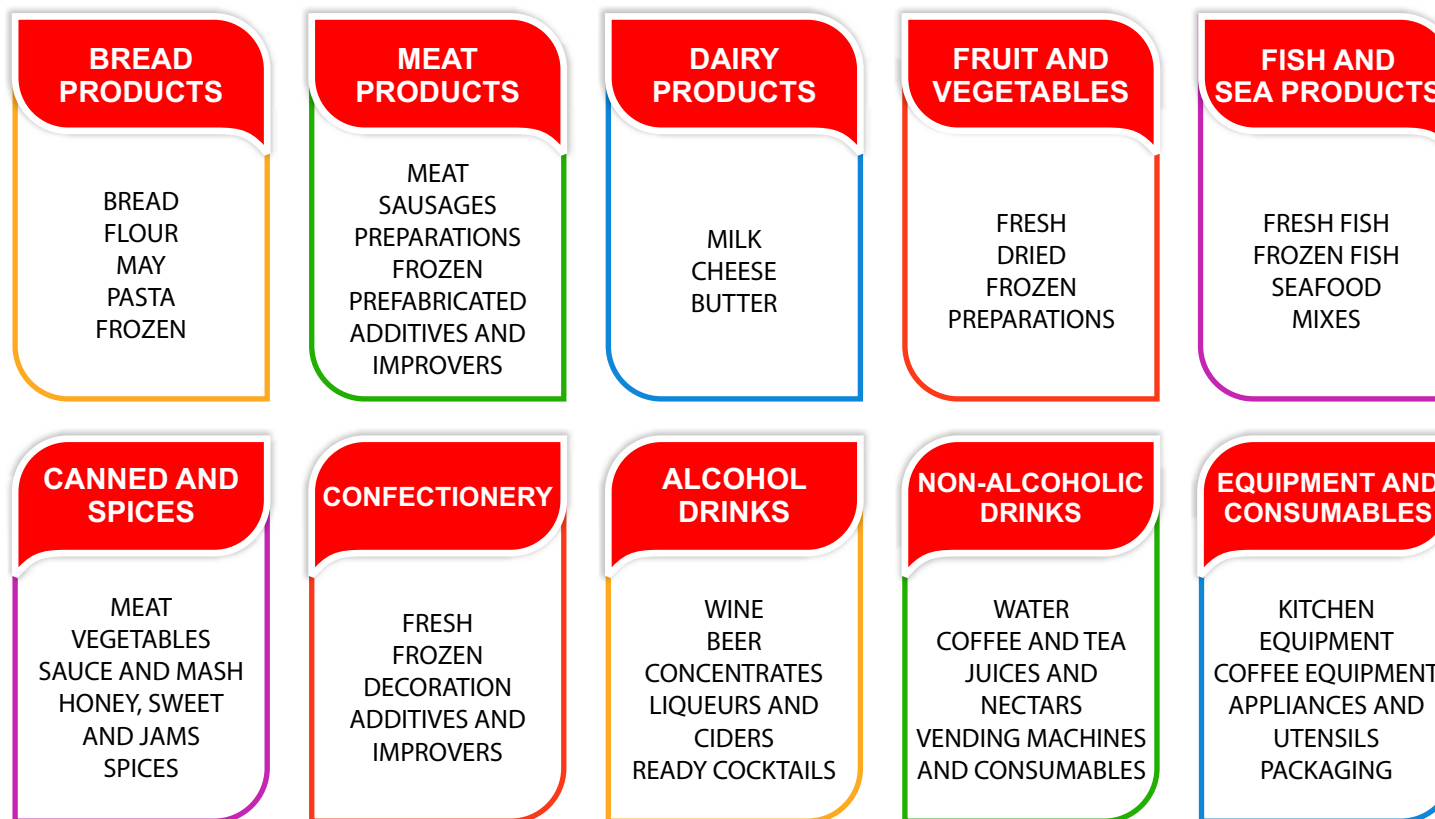 BREAD
PRODUCTS
BREAD
FLOUR
MAY
PASTA
FROZEN
MEAT
PRODUCTS
MEAT
SAUSAGES
PREPARATIONS
FROZEN
PREFABRICATED
ADDITIVES AND
IMPROVERS
DAIRY
PRODUCTS
MILK
CHEESE
BUTTER
FRUIT AND
VEGETABLES
FRESH
DRIED
FROZEN
PREPARATIONS
FISH AND
SEA PRODUCTS
FRESH FISH
FROZEN FISH
SEAFOOD
MIXES
CANNED AND
SPICES
MEAT
VEGETABLES
SAUCE AND MASH
HONEY, SWEET
AND JAMS
SPICES
CONFECTIONERY
FRESH
FROZEN
DECORATION
ADDITIVES AND
IMPROVERS
ALCOHOL
DRINKS
WINE
BEER
CONCENTRATES
LIQUEURS AND
CIDERS
READY COCKTAILS
NON-ALCOHOLIC
DRINKS
WATER
COFFEE AND TEA
JUICES AND
NECTARS
VENDING MACHINES
AND CONSUMABLES
EQUIPMENT AND
CONSUMABLES
KITCHEN
EQUIPMENT
COFFEE EQUIPMENT
APPLIANCES AND
UTENSILS
PACKAGING